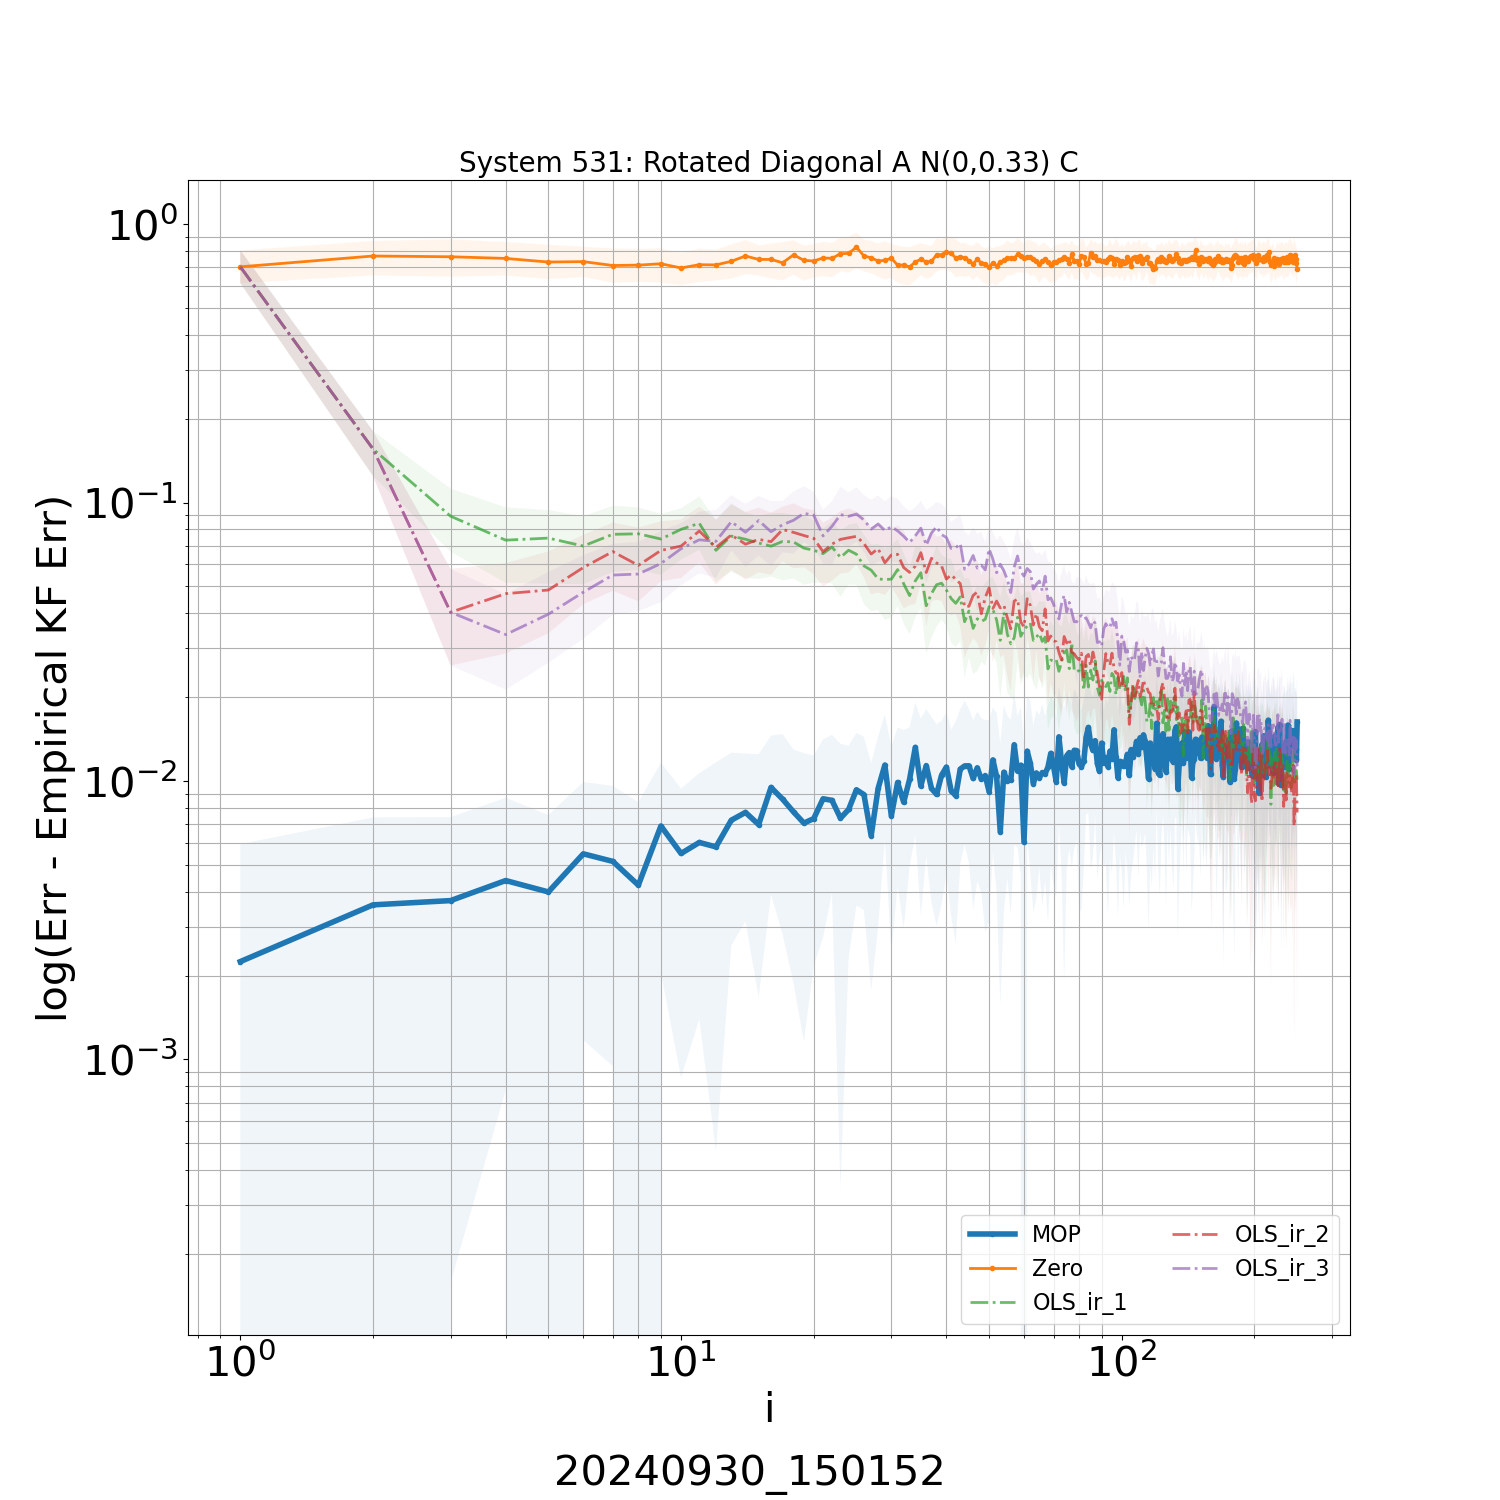 System 531: Rotated Diagonal A N(0,0.33) C
log(Err - Empirical KF Err)
10⁰
10⁻¹
10⁻²
10⁻³
MOP
Zero
OLS_ir_1
OLS_ir_2
OLS_ir_3
10⁰ 10¹ 10²
i
20240930_150152